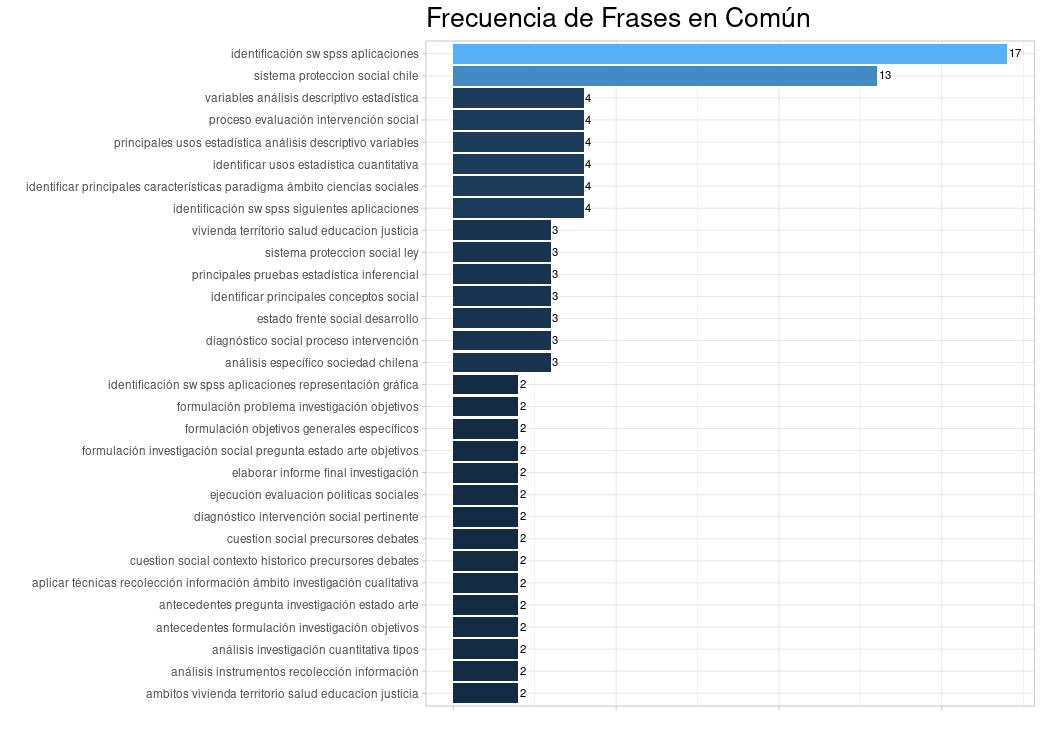 Frecuencia de Frases en Común
identificación sw spss aplicaciones 17
sistema proteccion social chile 13
variables análisis descriptivo estadística 4
proceso evaluación intervención social 4
principales usos estadística análisis descriptivo variables 4
identificar usos estadística cuantitativa 4
identificar principales características paradigma ámbito ciencias sociales 4
identificación sw spss siguientes aplicaciones 4
vivienda territorio salud educacion justicia 3
sistema proteccion social ley 3
principales pruebas estadística inferencial 3
identificar principales conceptos social 3
estado frente social desarrollo 3
diagnóstico social proceso intervención 3
análisis específico sociedad chilena 3
identificación sw spss aplicaciones representación gráfica 2
formulación problema investigación objetivos 2
formulación objetivos generales específicos 2
formulación investigación social pregunta estado arte objetivos 2
elaborar informe final investigación 2
ejecucion evaluacion politicas sociales 2
diagnóstico intervención social pertinente 2
cuestion social precursores debates 2
cuestion social contexto historico precursores debates 2
aplicar técnicas recolección información ámbito investigación cualitativa 2
antecedentes pregunta investigación estado arte 2
antecedentes formulación investigación objetivos 2
análisis investigación cuantitativa tipos 2
análisis instrumentos recolección información 2
ambitos vivienda territorio salud educacion justicia 2